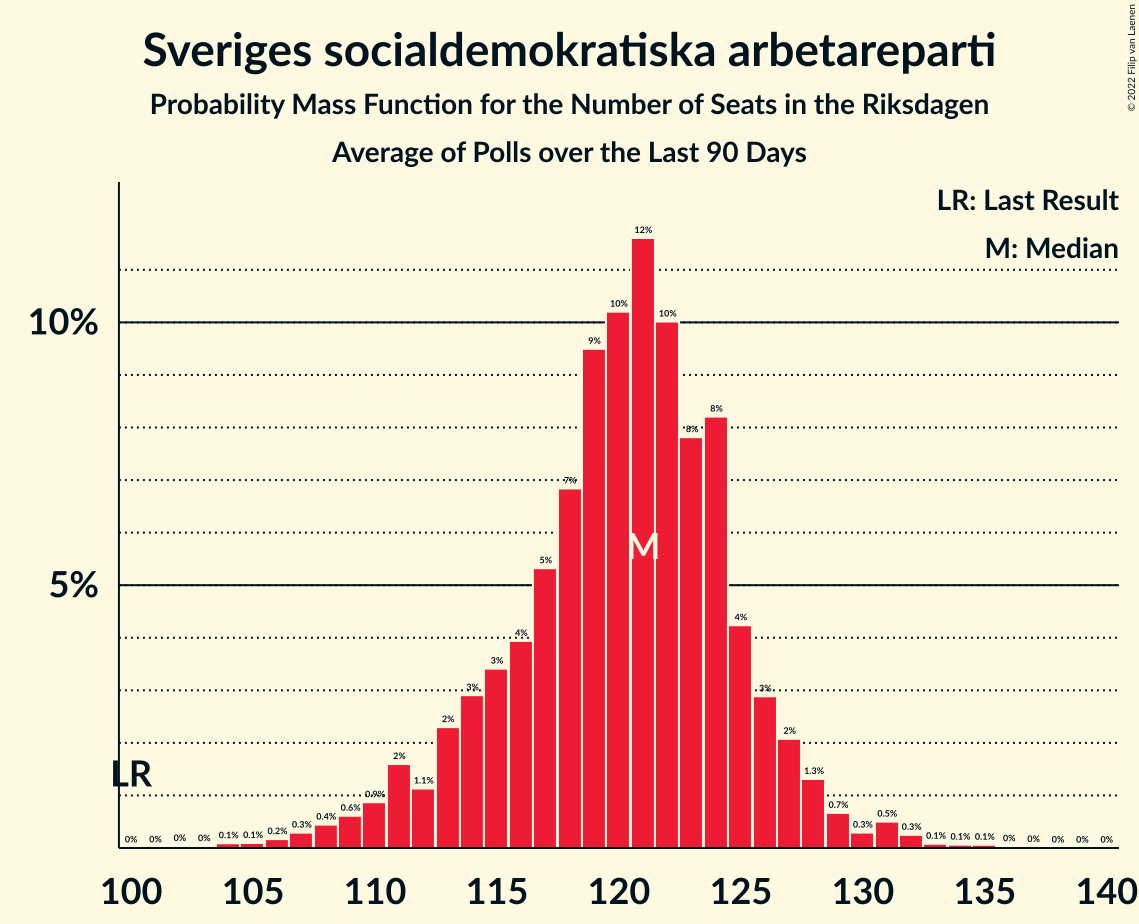 Sveriges socialdemokratiska arbetareparti
Probability Mass Function for the Number of Seats in the Riksdagen
Average of Polls over the Last 90 Days
© 2022 Filip van Laenen
LR: Last Result
M: Median
10%
5%
LR
M
0% 0% 0% 0% 0.1% 0.1% 0.2% 0.3% 0.4% 0.6% 0.9% 2% 1.1% 2% 3% 3% 4% 5% 7% 9% 10% 12% 10% 8% 8% 4% 3% 2% 1.3% 0.7% 0.3% 0.5% 0.3% 0.1% 0.1% 0.1% 0% 0% 0% 0% 0%
100 105 110 115 120 125 130 135 140